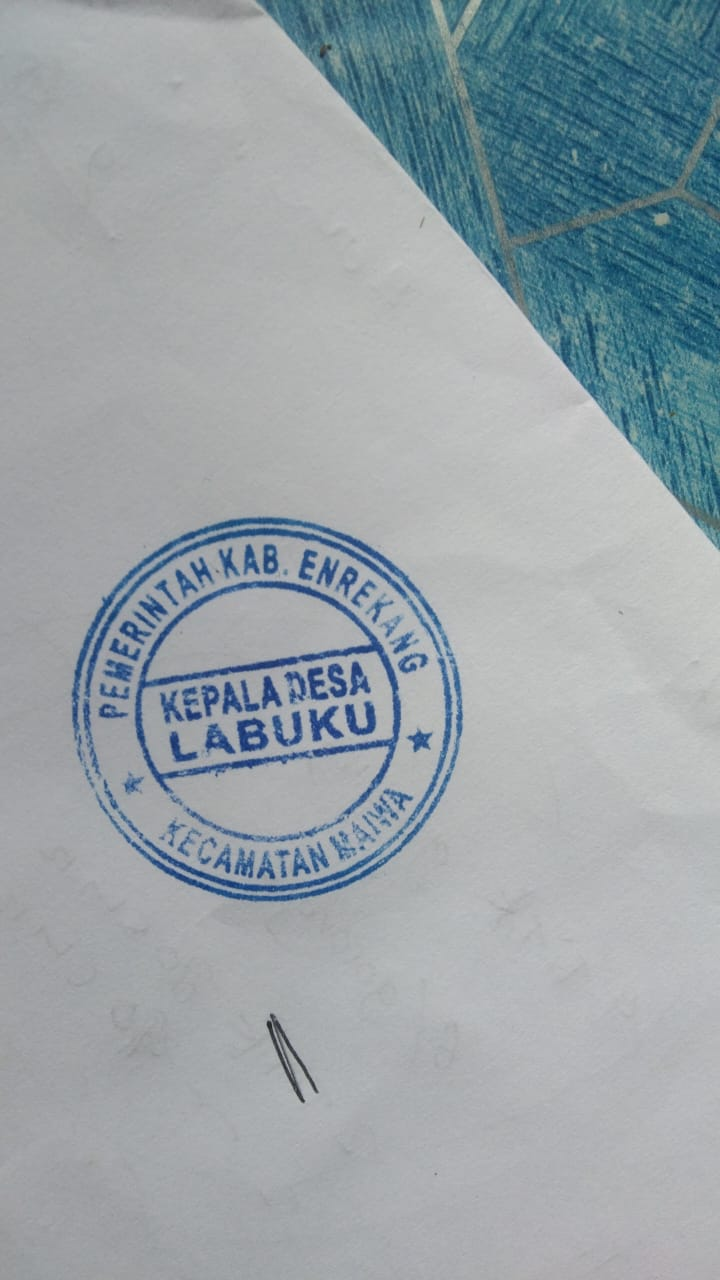 PEMERINTAH KAB. ENREKANG
KEPALA DESA
LABUKU
KECAMATAN MAIWA